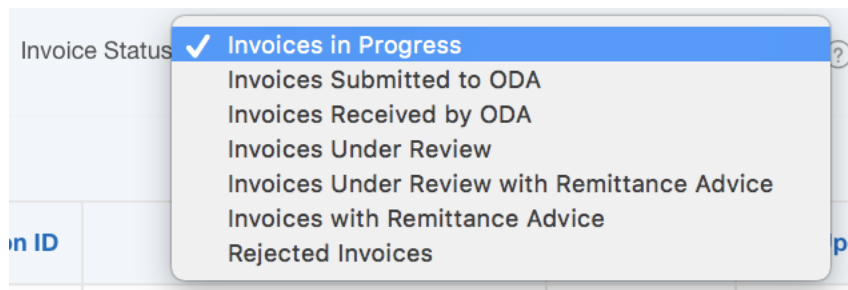 Invoice Status
✓ Invoices in Progress
?
Invoices Submitted to ODA
Invoices Received by ODA
Invoices Under Review
Invoices Under Review with Remittance Advice
Invoices with Remittance Advice
Rejected Invoices
ID